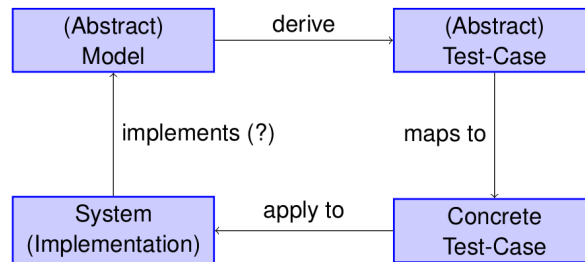 (Abstract)
Model
derive
(Abstract)
Test-Case
implements (?)
maps to
System
(Implementation)
apply to
Concrete
Test-Case